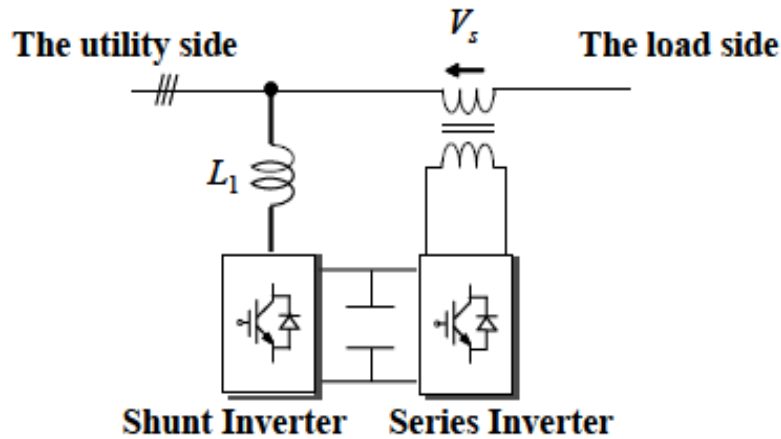 The utility side
V_s
The load side
L_1
Shunt Inverter
Series Inverter